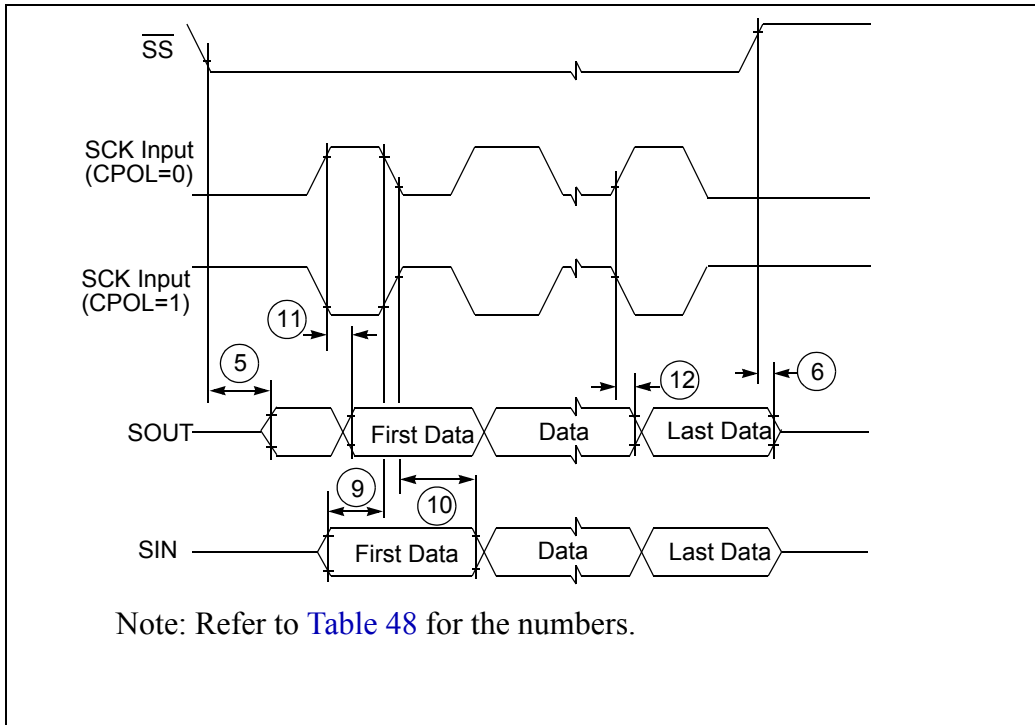 SS
SCK Input
(CPOL=0)
SCK Input
(CPOL=1)
11
5
12
6
SOUT
First Data
Data
Last Data
9
10
SIN
First Data
Data
Last Data
Note: Refer to Table 48 for the numbers.